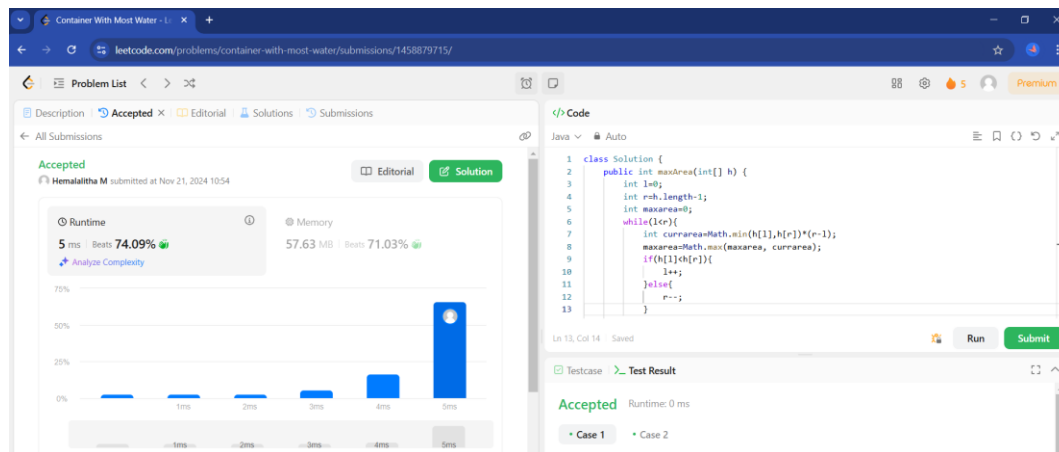 Container With Most Water - Le
leetcode.com/problems/container-with-most-water/submissions/1458879715/
Problem List
5
Premium
Description
Accepted
Editorial
Solutions
Submissions
All Submissions
Accepted
Hemalalitha M submitted at Nov 21, 2024 10:54
Editorial
Solution
Runtime
5 ms Beats 74.09%
Analyze Complexity
Memory
57.63 MB Beats 71.03%
75%
50%
25%
0%
1ms 2ms 3ms 4ms 5ms
1ms 2ms 3ms 4ms 5ms
</> Code
Java Auto
1 class Solution {
2 public int maxArea(int[] h) {
3 int l=0;
4 int r=h.length-1;
5 int maxarea=0;
6 while(l<r){
7 int currarea=Math.min(h[l],h[r])*(r-l);
8 maxarea=Math.max(maxarea, currarea);
9 if(h[l]<h[r]){
10 l++;
11 }else{
12 r--;
13 }
Ln 13, Col 14 Saved
Run
Submit
Testcase
Test Result
Accepted Runtime: 0 ms
• Case 1 • Case 2